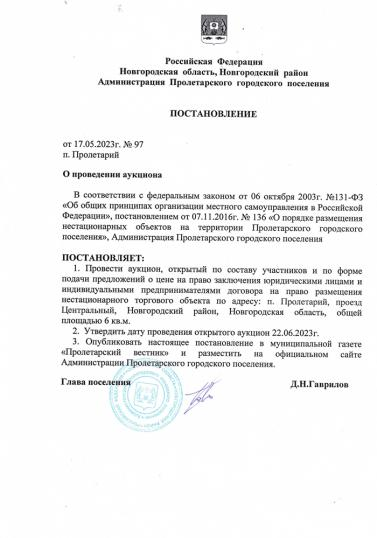 Российская Федерация
Новгородская область, Новгородский район
Администрация Пролетарского городского поселения
ПОСТАНОВЛЕНИЕ
от 17.05.2023г. № 97
п. Пролетарий
О проведении аукциона
В соответствии с федеральным законом от 06 октября 2003г. №131-ФЗ
«Об общих принципах организации местного самоуправления в Российской
Федерации», постановлением от 07.11.2016г. № 136 «О порядке размещения
нестационарных объектов на территории Пролетарского городского
поселения», Администрация Пролетарского городского поселения
ПОСТАНОВЛЯЕТ:
1. Провести аукцион, открытый по составу участников и по форме
подачи предложений о цене на право заключения юридическими лицами и
индивидуальными предпринимателями договора на право размещения
нестационарного торгового объекта по адресу: п. Пролетарий, проезд
Центральный, Новгородский район, Новгородская область, общей
площадью 6 кв.м.
2. Утвердить дату проведения открытого аукцион 22.06.2023г.
3. Опубликовать настоящее постановление в муниципальной газете
«Пролетарский вестник» и разместить на официальном сайте
Администрации Пролетарского городского поселения.
Глава поселения Д.Н.Гаврилов